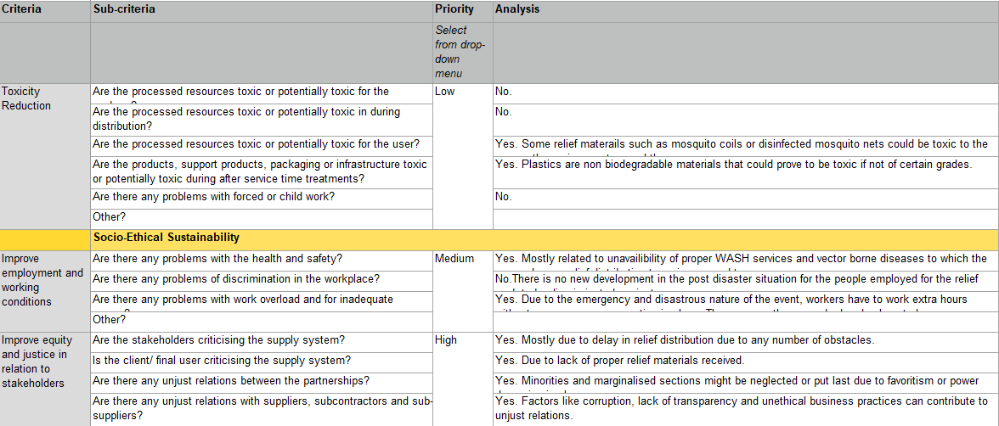 Criteria Sub-criteria Priority Analysis
Select
from drop-
down
menu
Toxicity
Reduction
Are the processed resources toxic or potentially toxic for the
Low
No.
Are the processed resources toxic or potentially toxic in during
distribution?
No.
Are the processed resources toxic or potentially toxic for the user?
Yes. Some relief materails such as mosquito coils or disinfected mosquito nets could be toxic to the
Are the products, support products, packaging or infrastructure toxic
or potentially toxic during after service time treatments?
Yes. Plastics are non biodegradable materials that could prove to be toxic if not of certain grades.
Are there any problems with forced or child work?
No.
Other?
Socio-Ethical Sustainability
Improve
employment and
working
conditions
Are there any problems with the health and safety?
Medium
Yes. Mostly related to unavailibility of proper WASH services and vector borne diseases to which the
Are there any problems of discrimination in the workplace?
No.There is no new development in the post disaster situation for the people employed for the relief
Are there any problems with work overload and for inadequate
Yes. Due to the emergency and disastrous nature of the event, workers have to work extra hours
Other?
Improve equity
and justice in
relation to
stakeholders
Are the stakeholders criticising the supply system?
High
Yes. Mostly due to delay in relief distribution due to any number of obstacles.
Is the client/ final user criticising the supply system?
Yes. Due to lack of proper relief materials received.
Are there any unjust relations between the partnerships?
Yes. Minorities and marginalised sections might be neglected or put last due to favoritism or power
Are there any unjust relations with suppliers, subcontractors and sub-
suppliers?
Yes. Factors like corruption, lack of transparency and unethical business practices can contribute to
unjust relations.